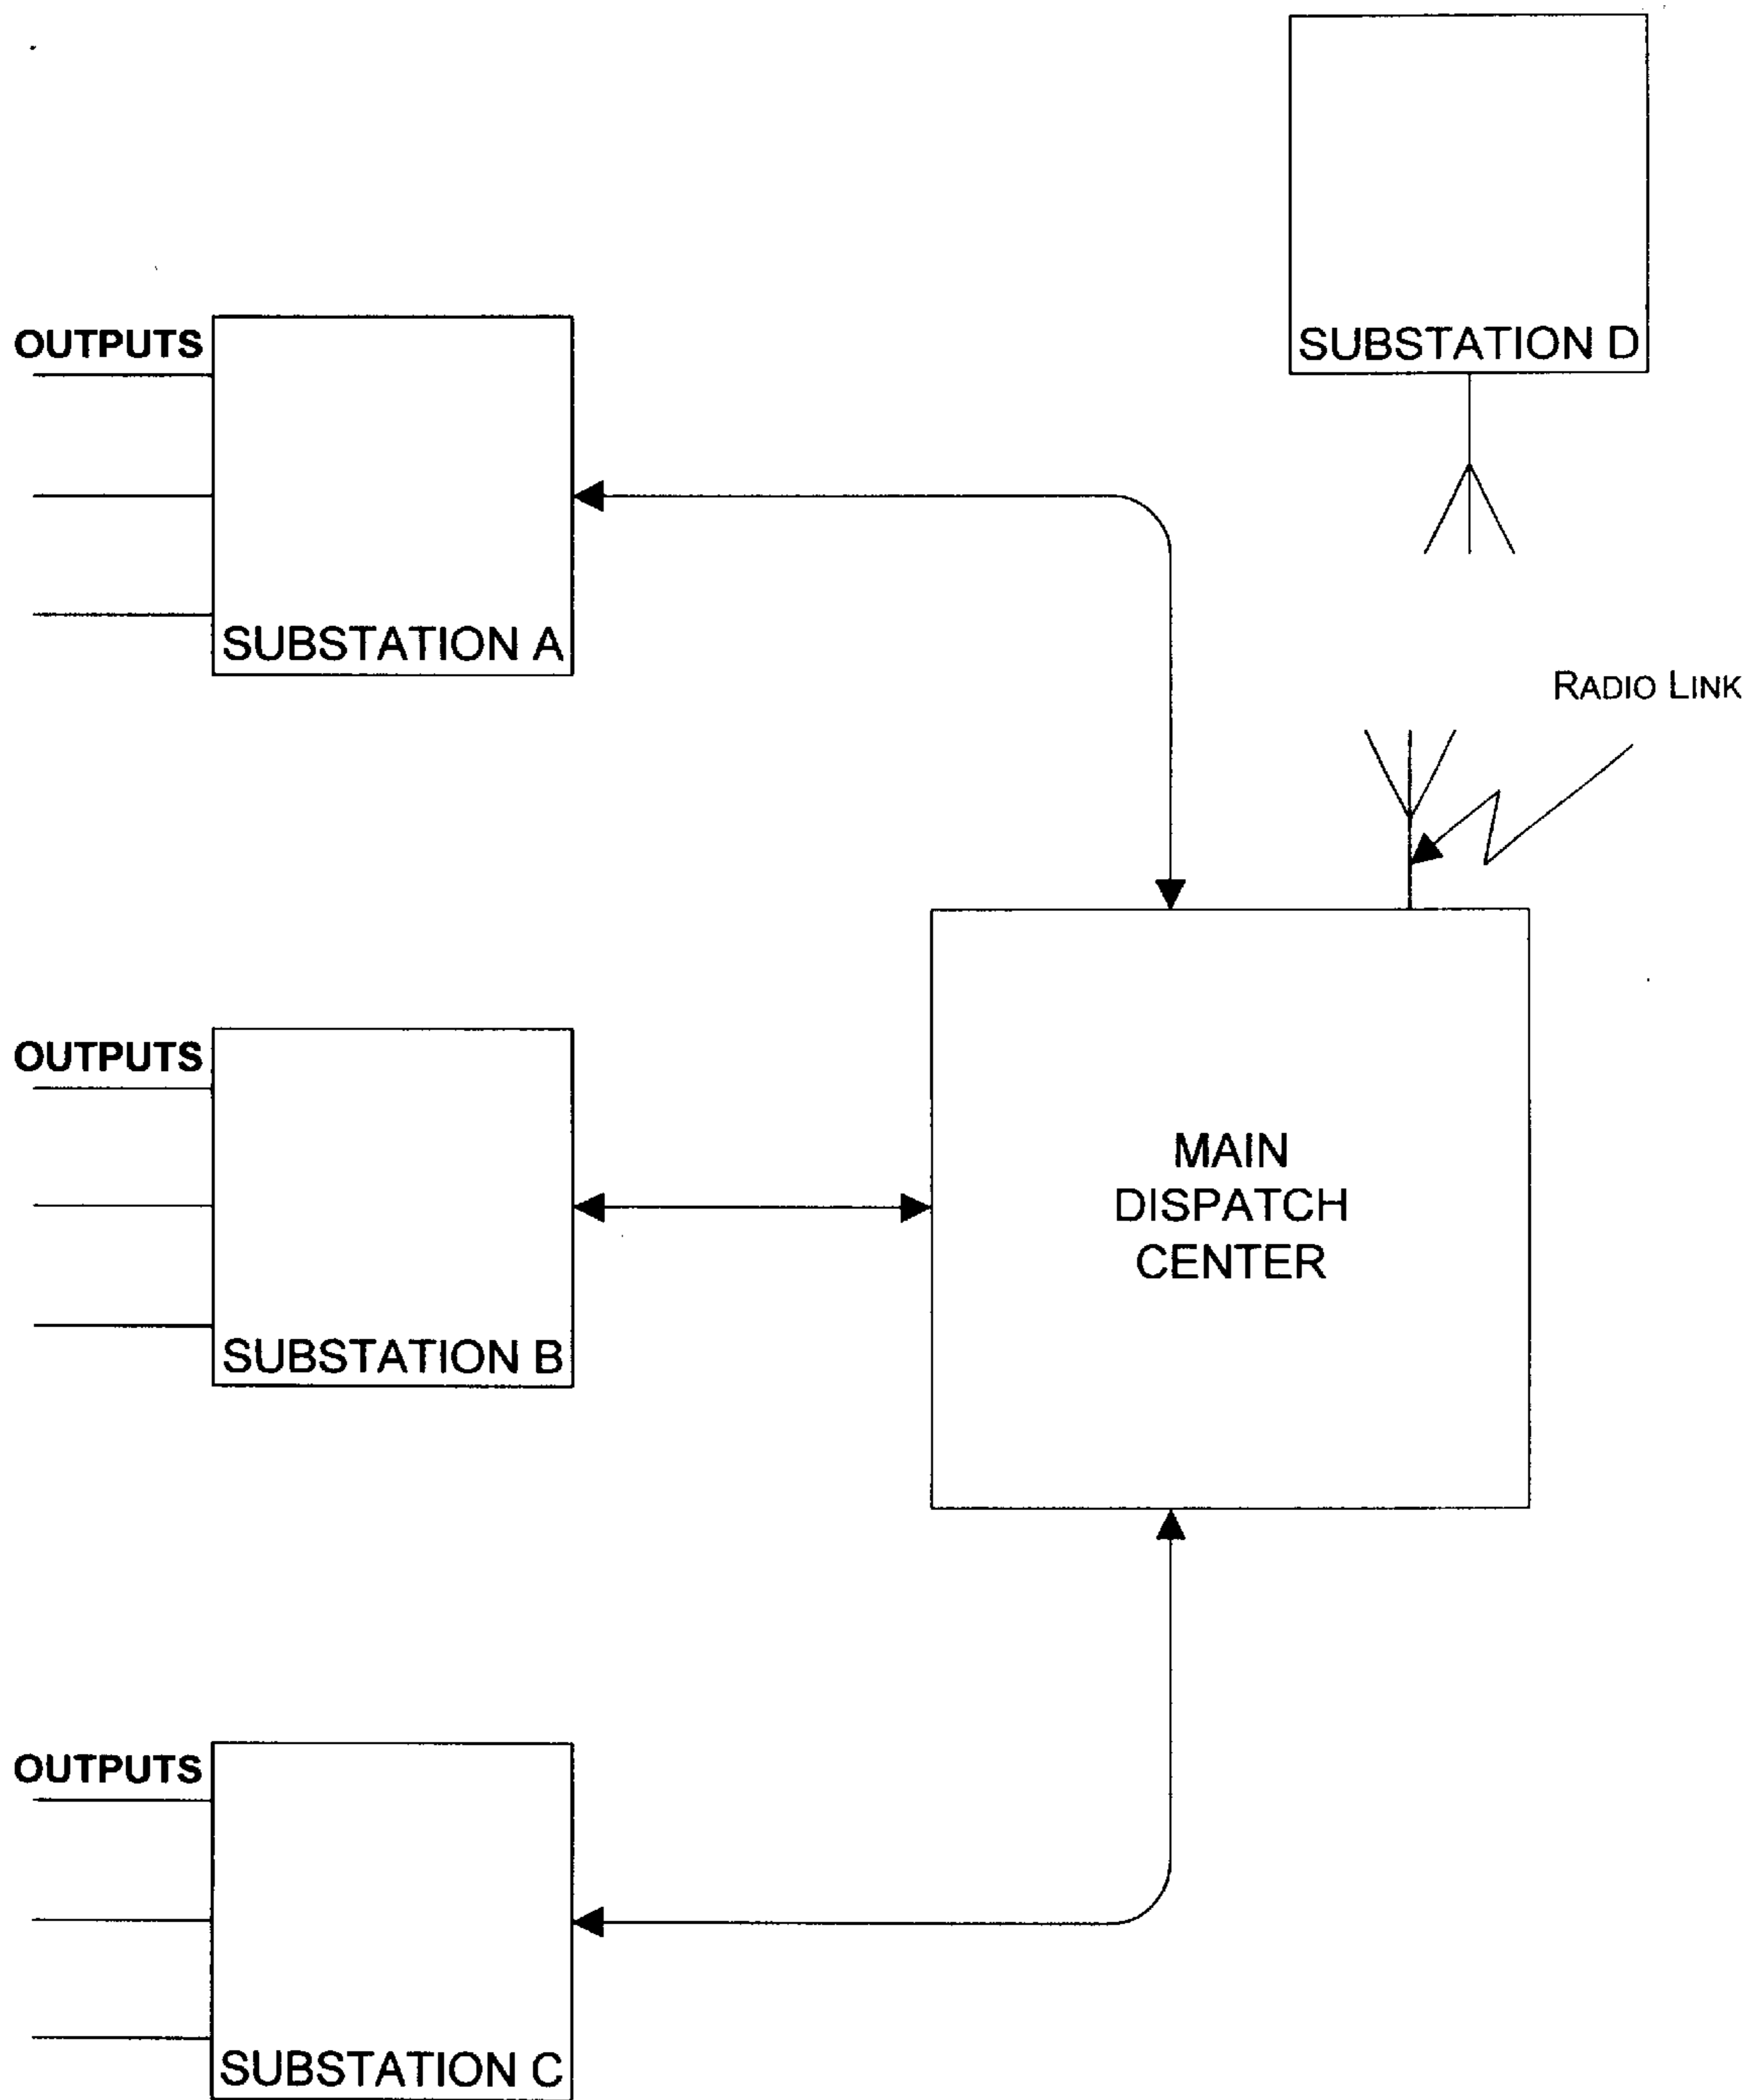 SUBSTATION D
OUTPUTS
SUBSTATION A
RADIO LINK
OUTPUTS
MAIN
DISPATCH
CENTER
SUBSTATION B
OUTPUTS
SUBSTATION C